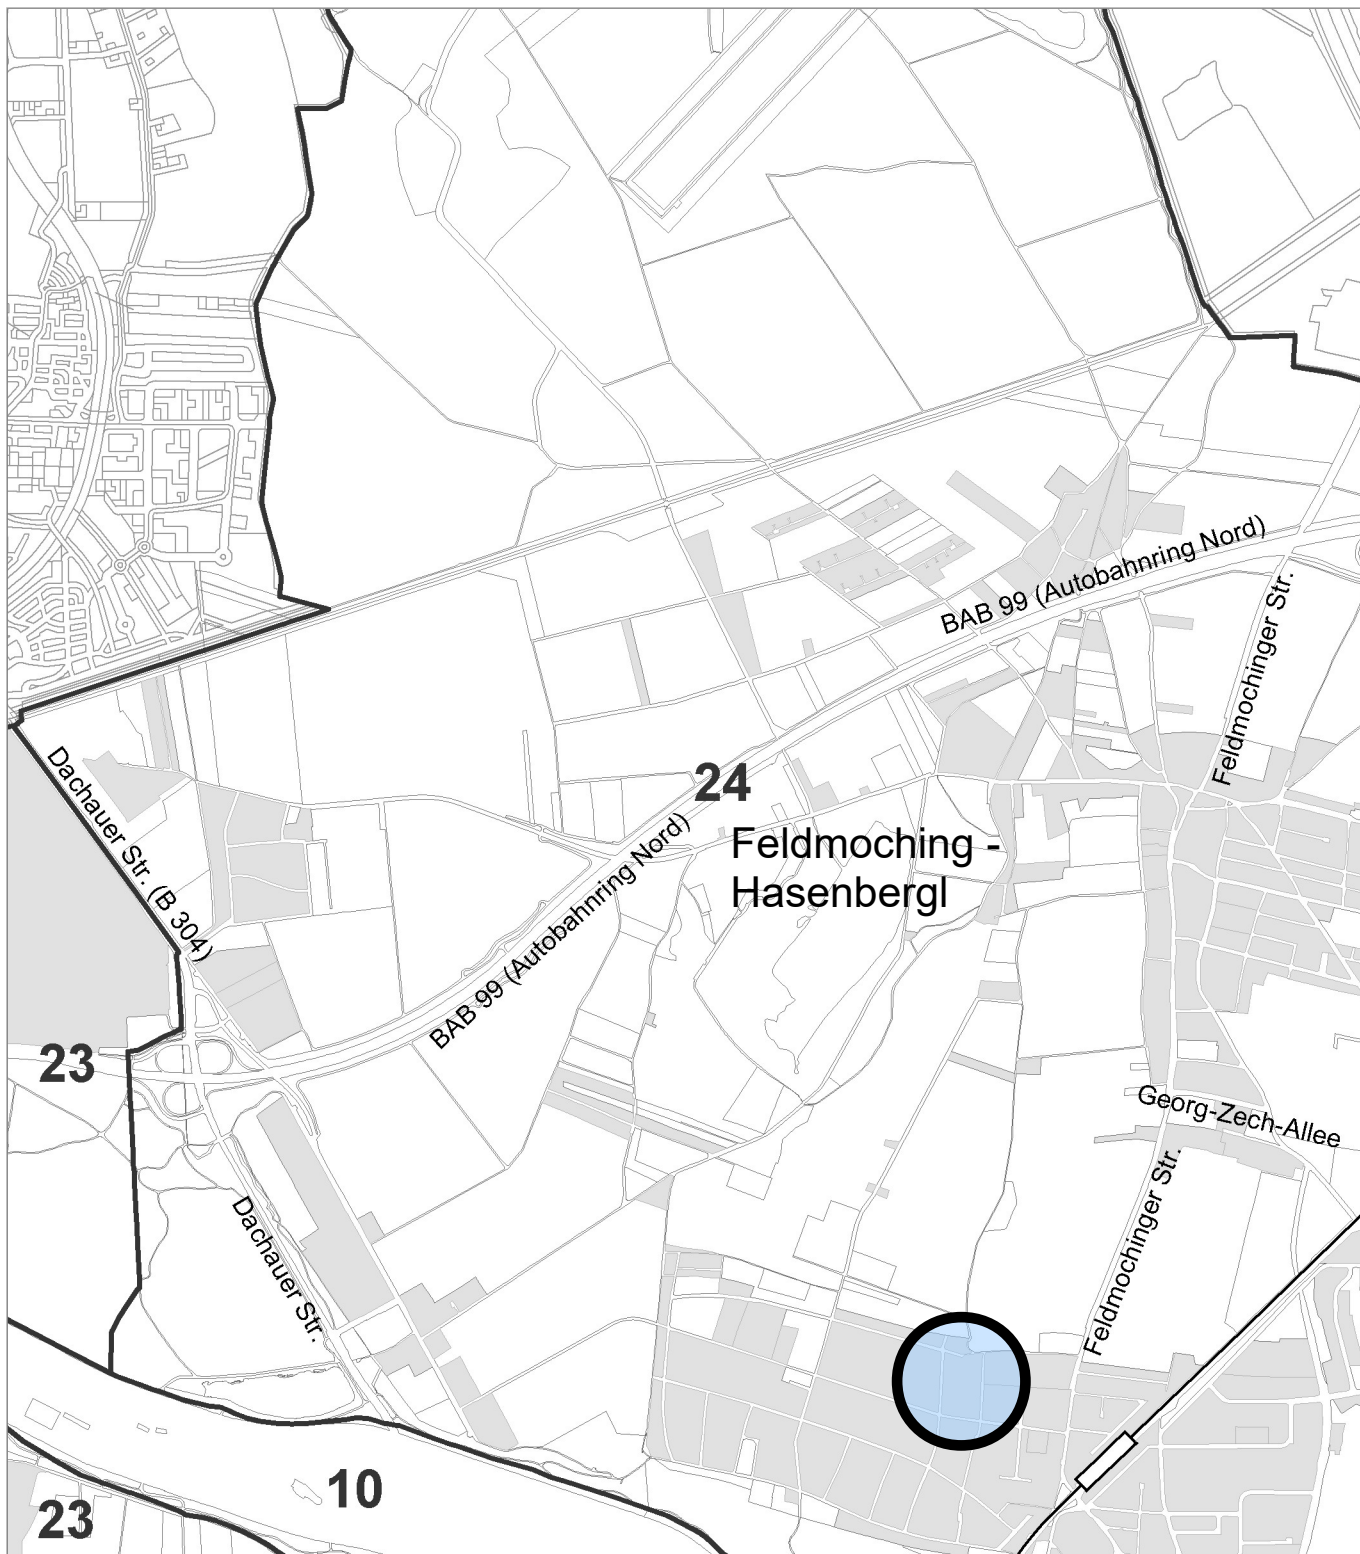 BAB 99 (Autobahnring Nord)
Feldmochinger Str.
Dachauer Str. (B 304)
24
Feldmoching -
Hasenbergl
BAB 99 (Autobahnring Nord)
23
Georg-Zech-Allee
Feldmochinger Str.
Dachauer Str.
10
23